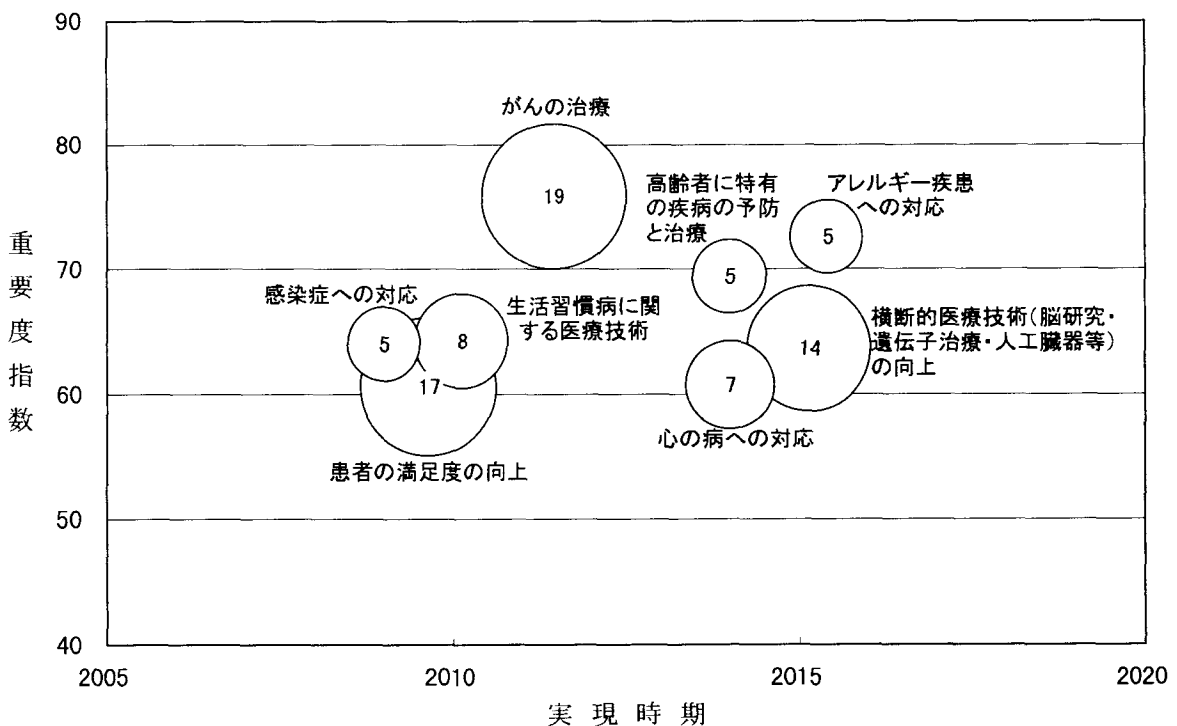 90
80
70
60
50
40
重要度指数
2005
2010
2015
2020
実現時期
がんの治療
19
高齢者に特有
の疾病の予防
と治療
5
アレルギー疾患
への対応
5
感染症への対応
5
生活習慣病に関
する医療技術
8
17
患者の満足度の向上
横断的医療技術(脳研究・
遺伝子治療・人工臓器等)
の向上
14
7
心の病への対応